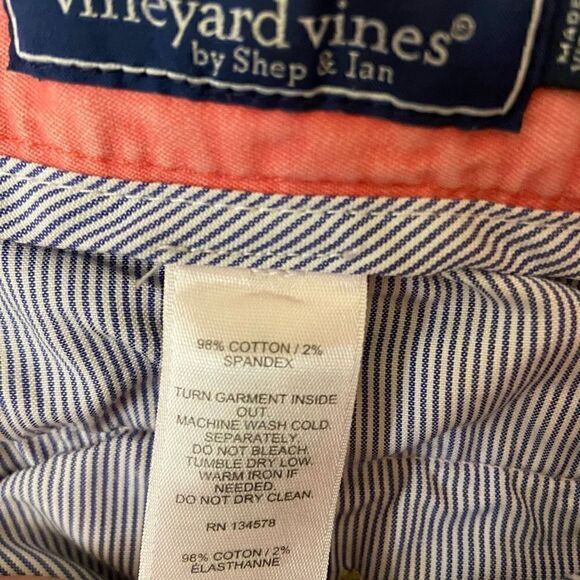 vineyard vines®
by Shep & Ian
98% COTTON / 2%
SPANDEX
TURN GARMENT INSIDE
OUT.
MACHINE WASH COLD.
SEPARATELY.
DO NOT BLEACH.
TUMBLE DRY LOW.
WARM IRON IF
NEEDED.
DO NOT DRY CLEAN.
RN 134578
98% COTON / 2%
ÉLASTHANNE